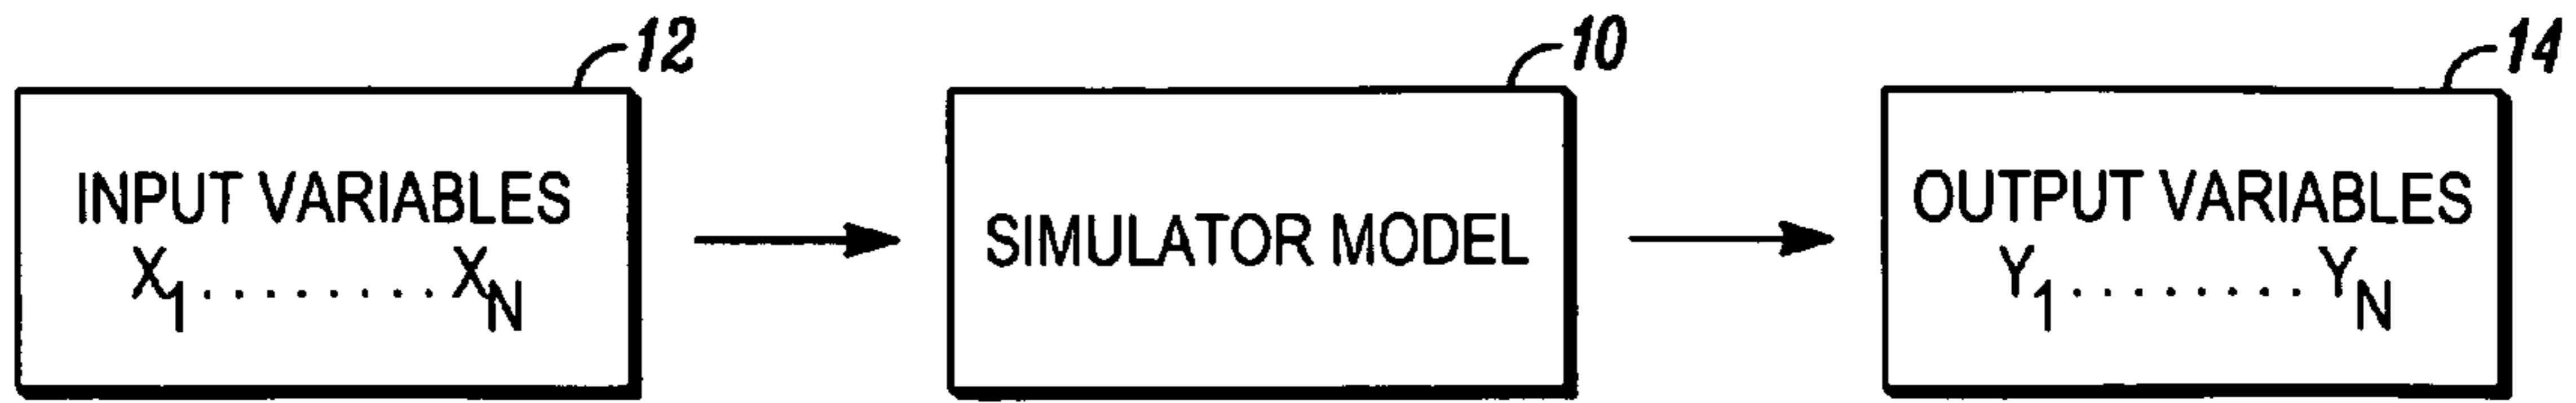 12
INPUT VARIABLES
X1.........XN
10
SIMULATOR MODEL
14
OUTPUT VARIABLES
Y1.........YN